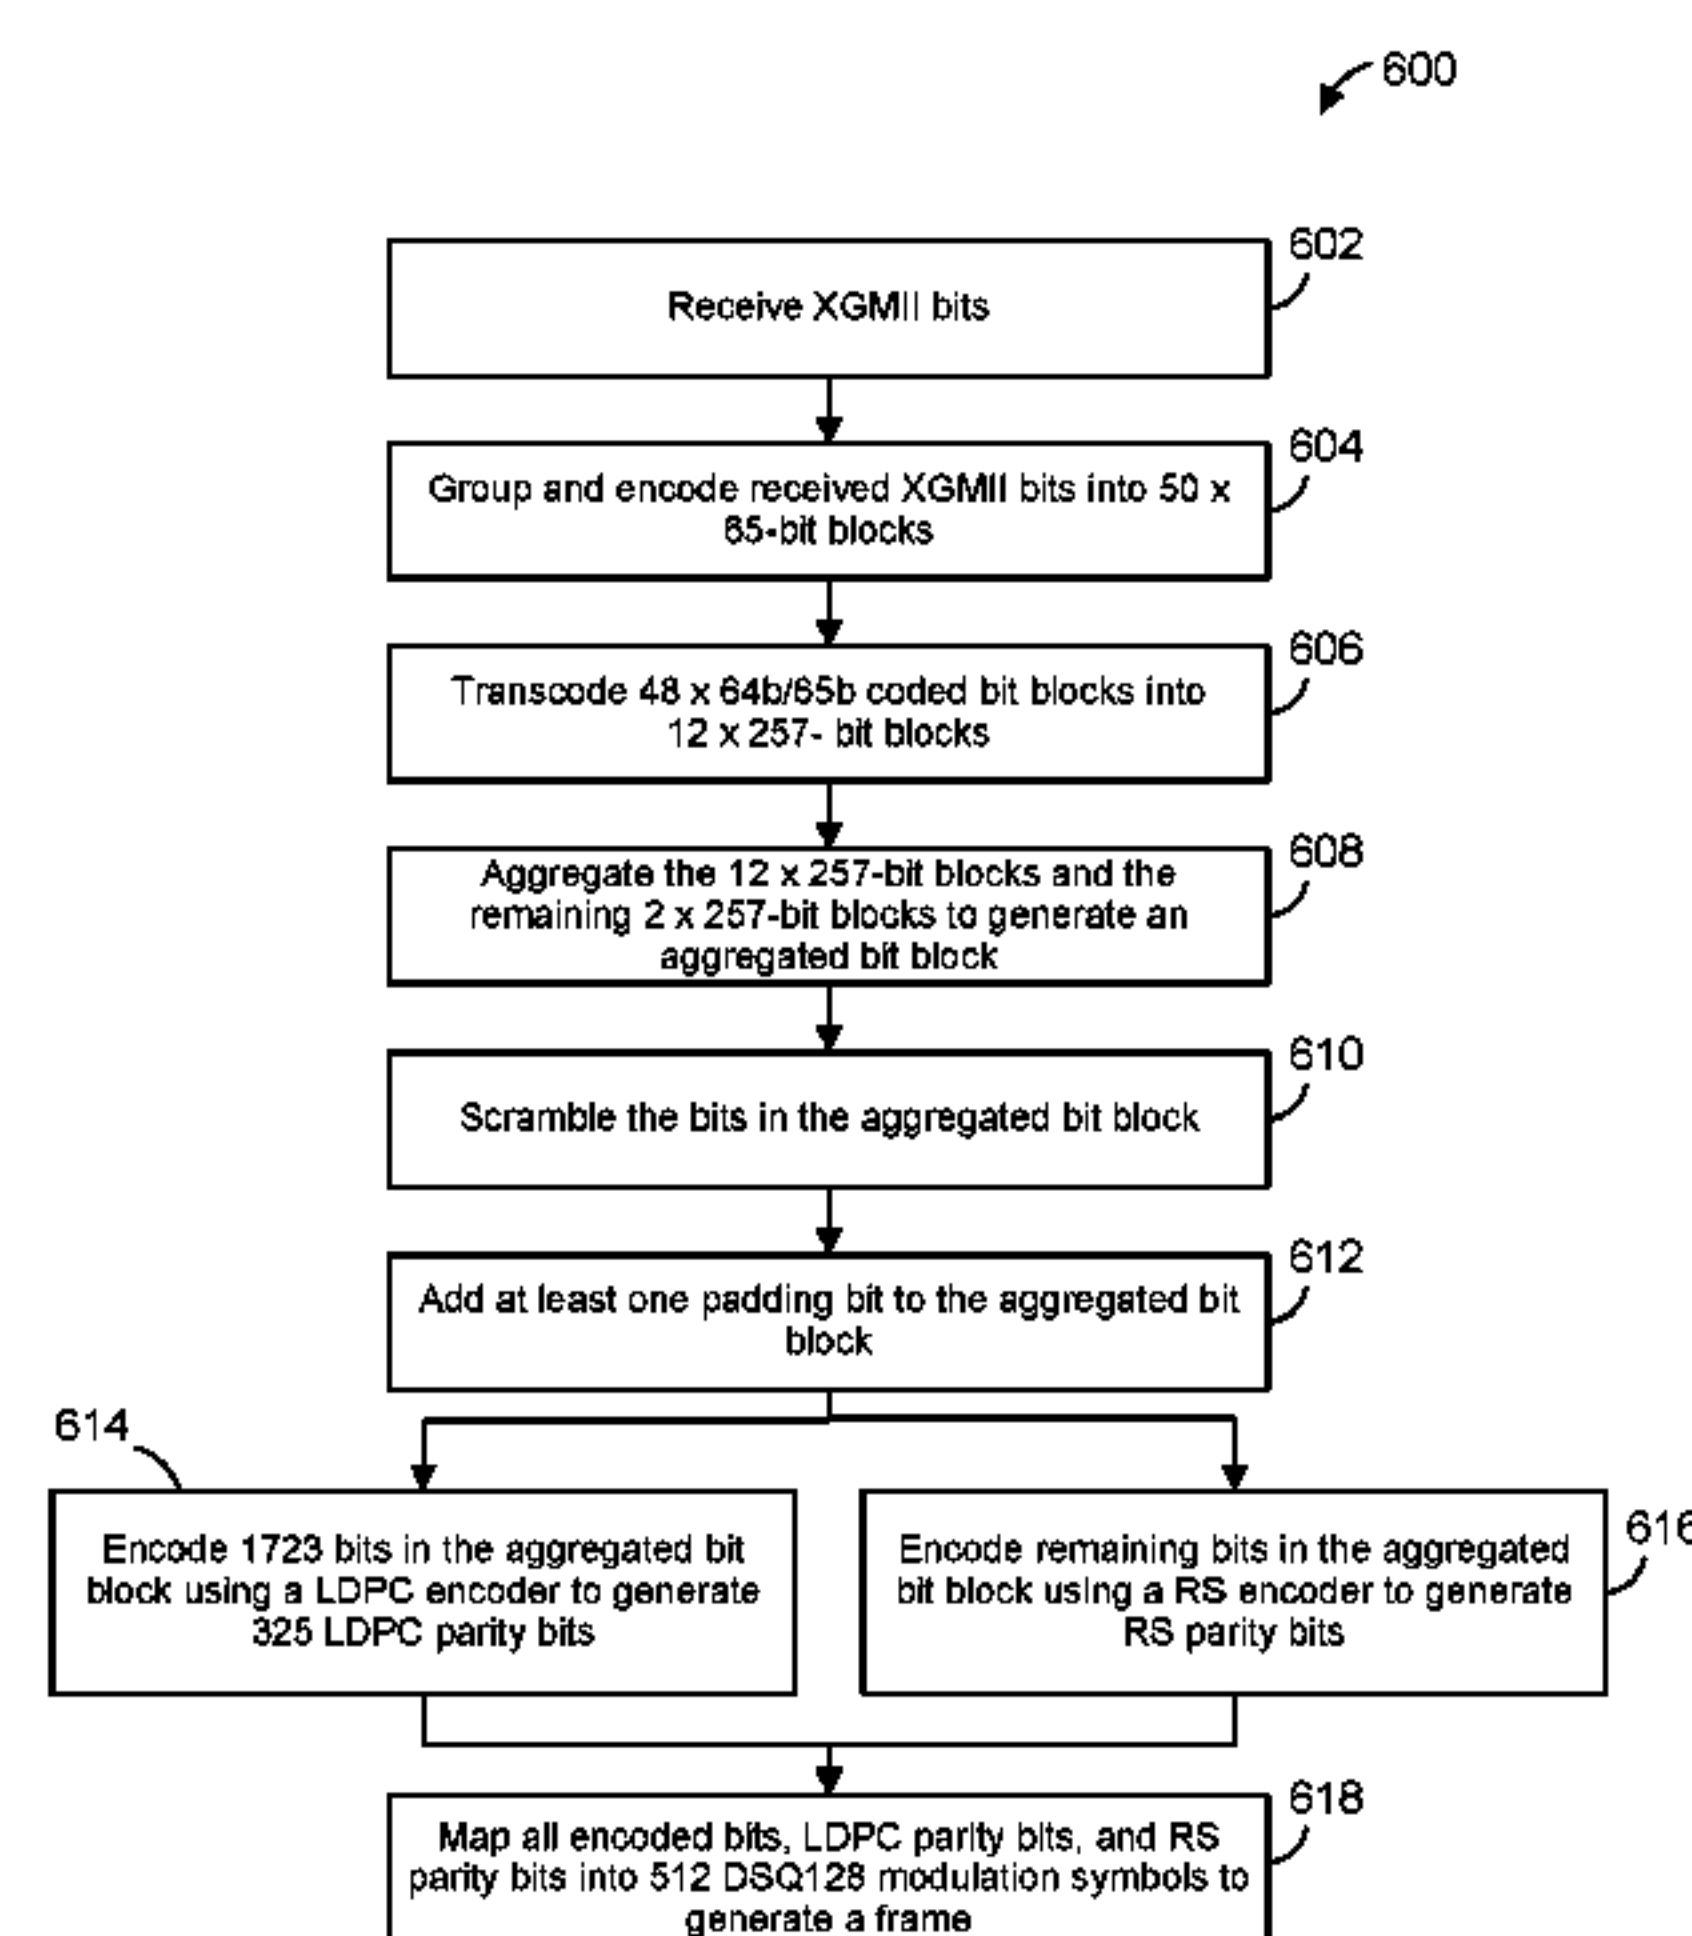 600
602
Receive XGMII bits
604
Group and encode received XGMII bits into 50 x
65-bit blocks
606
Transcode 48 x 64b/65b coded bit blocks into
12 x 257- bit blocks
608
Aggregate the 12 x 257-bit blocks and the
remaining 2 x 257-bit blocks to generate an
aggregated bit block
610
Scramble the bits in the aggregated bit block
612
Add at least one padding bit to the aggregated bit
block
614
Encode 1723 bits in the aggregated bit
block using a LDPC encoder to generate
325 LDPC parity bits
616
Encode remaining bits in the aggregated
bit block using a RS encoder to generate
RS parity bits
618
Map all encoded bits, LDPC parity bits, and RS
parity bits into 512 DSQ128 modulation symbols to
generate a frame